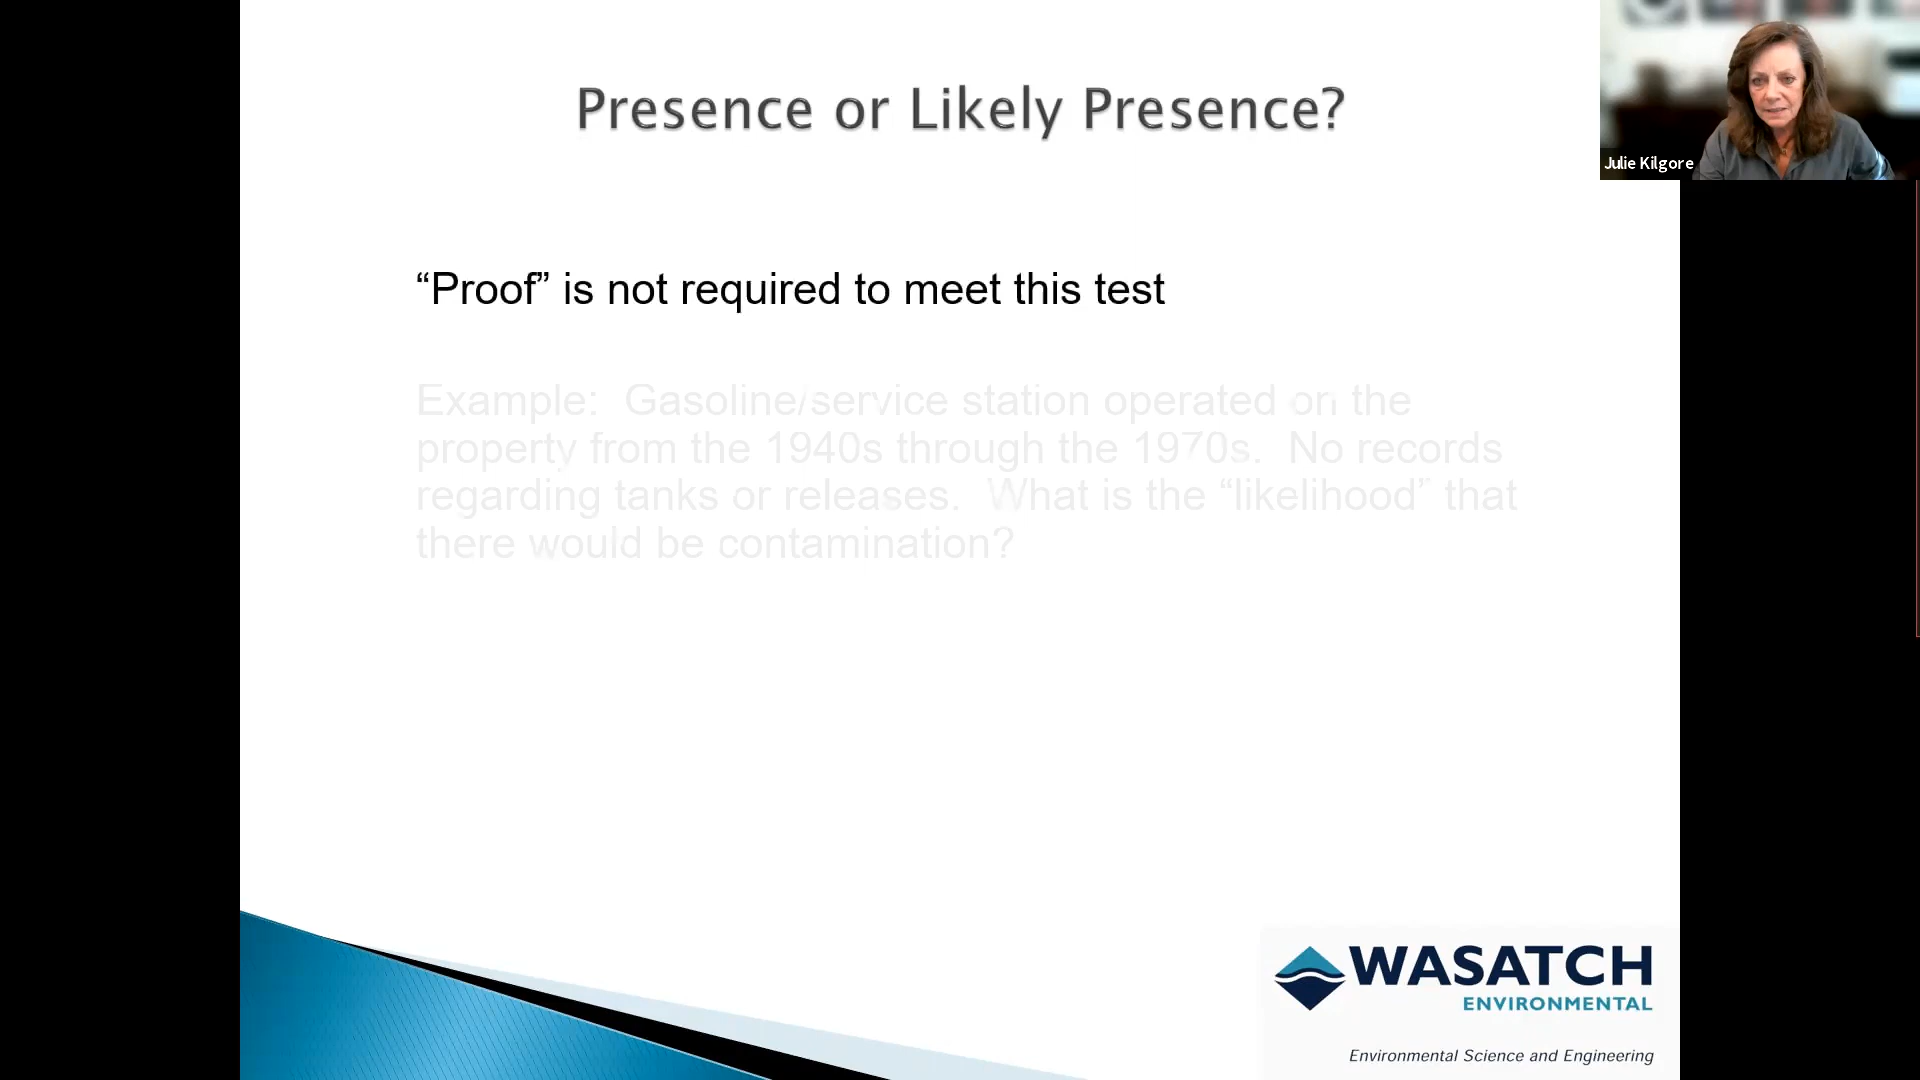 Presence or Likely Presence?
Julie Kilgore
“Proof” is not required to meet this test
Example:  Gasoline/service station operated on the
property from the 1940s through the 1970s.  No records
regarding tanks or releases.  What is the “likelihood” that
there would be contamination?
WASATCH
ENVIRONMENTAL
Environmental Science and Engineering